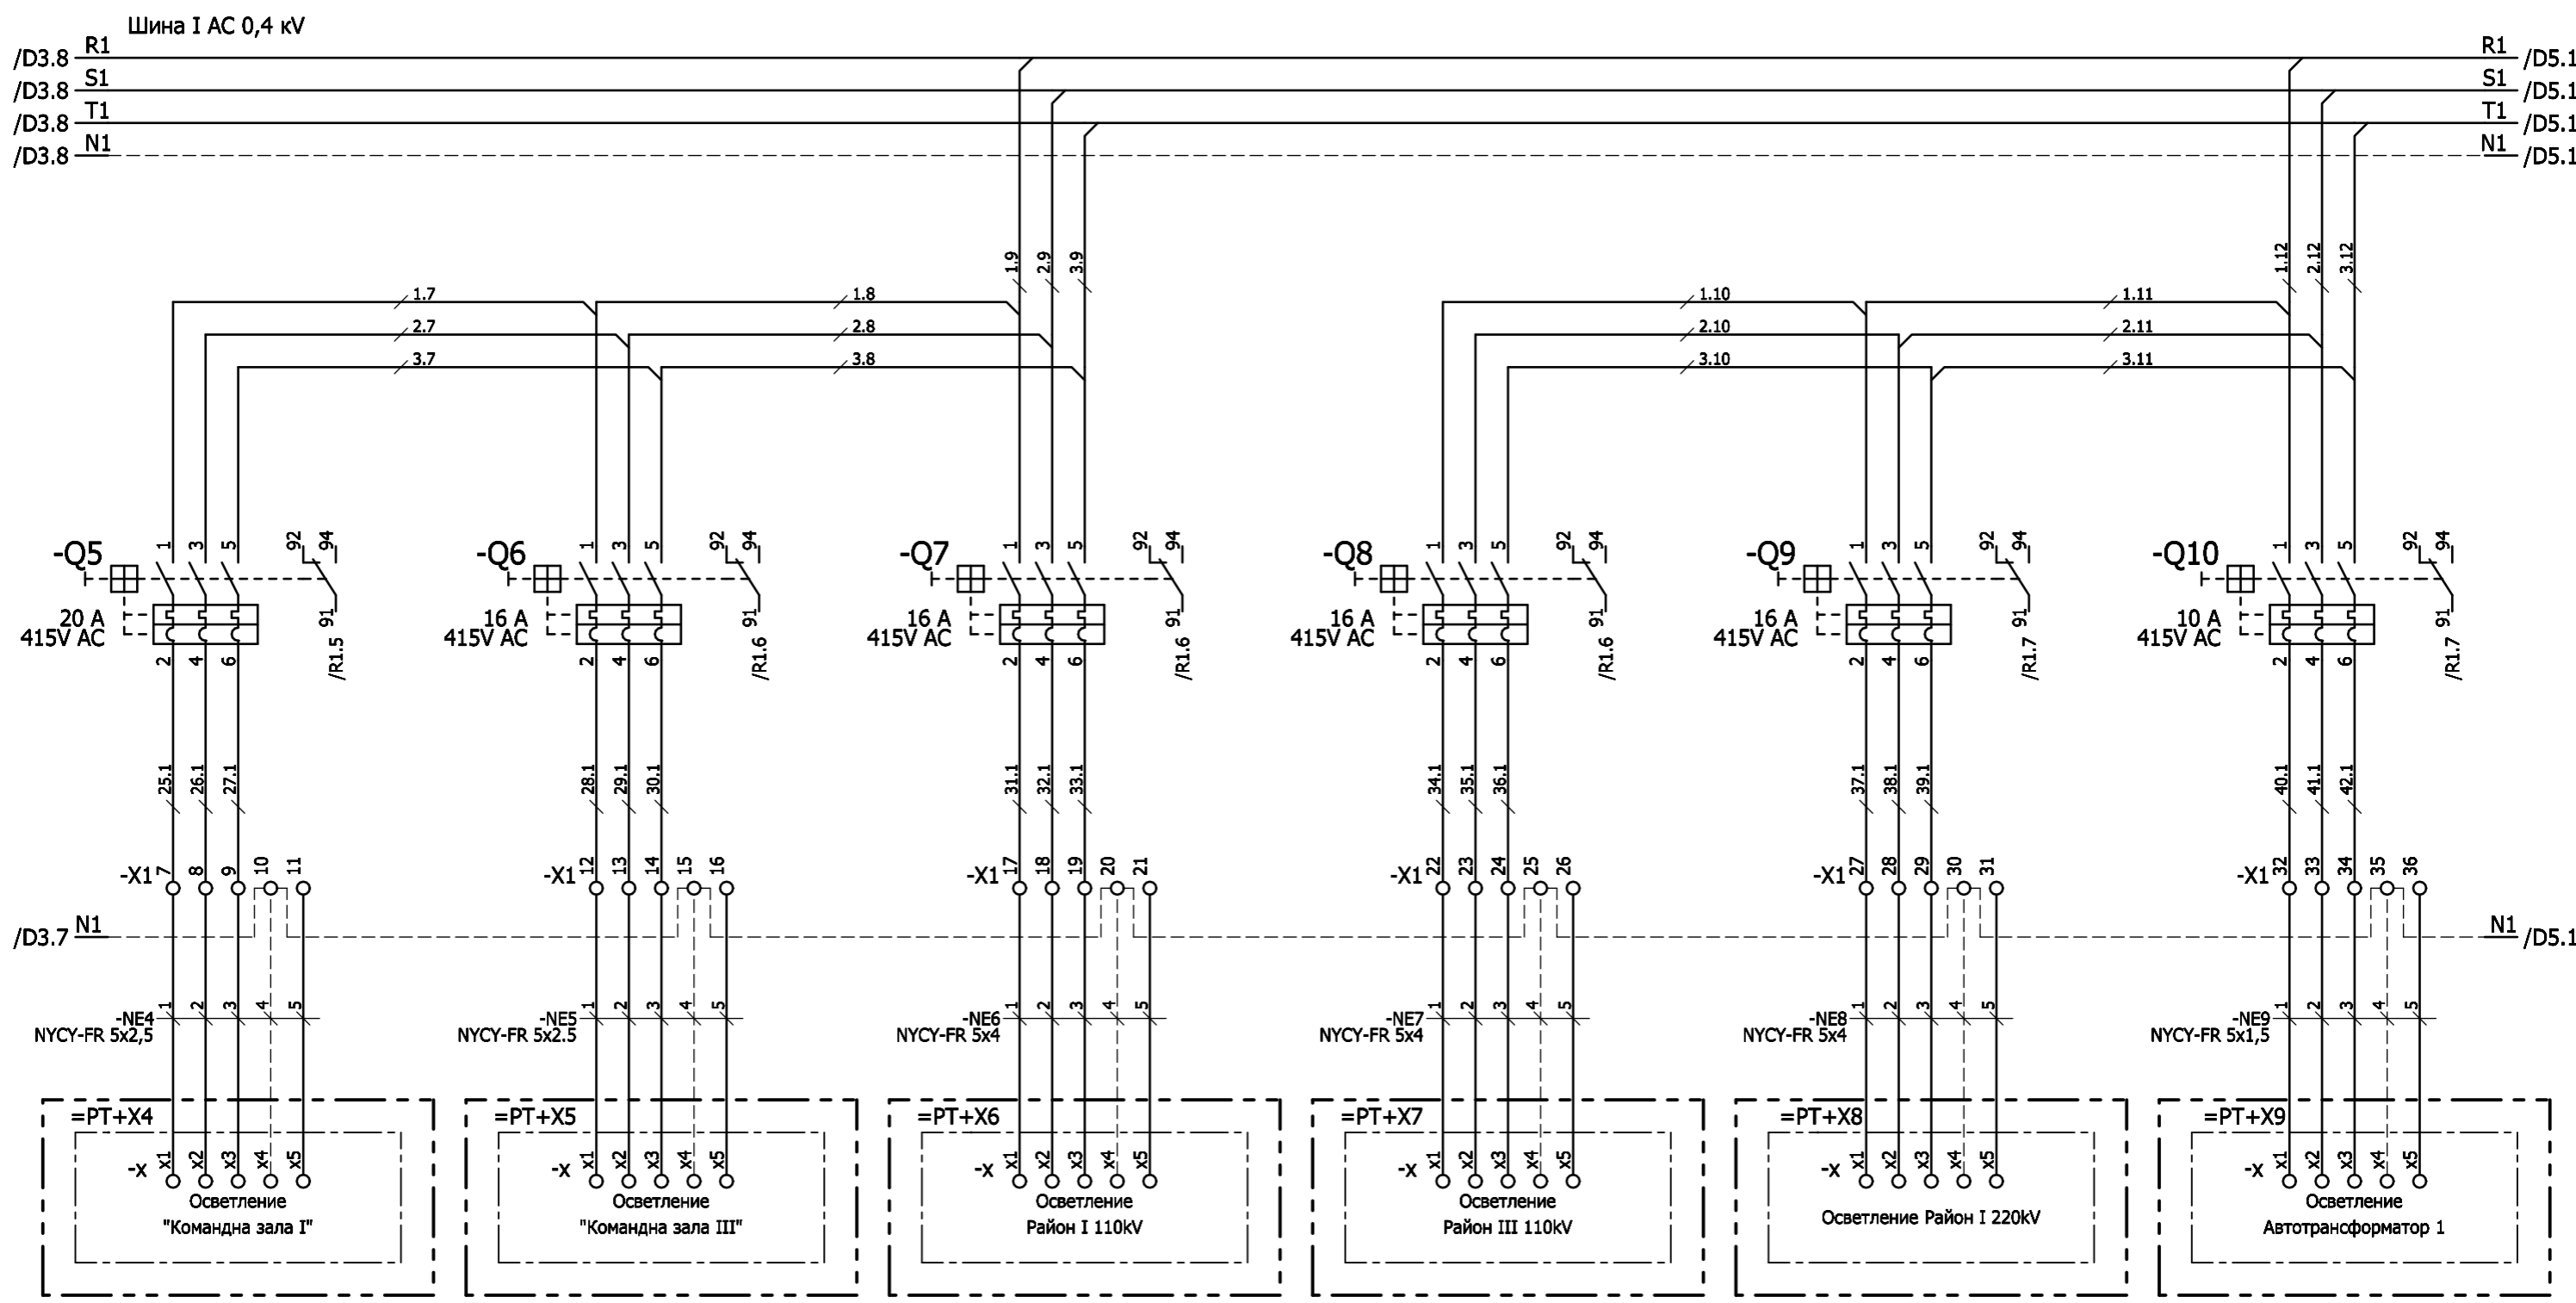 Шина I AC 0,4 kV
/D3.8 R1 R1 /D5.1
/D3.8 S1 S1 /D5.1
/D3.8 T1 T1 /D5.1
/D3.8 N1 N1 /D5.1
1.9 2.9 3.9 1.12 2.12 3.12
1.7 1.8 1.10 1.11
2.7 2.8 2.10 2.11
3.7 3.8 3.10 3.11
-Q5 1 3 5 92 94 -Q6 1 3 5 92 94 -Q7 1 3 5 92 94 -Q8 1 3 5 92 94 -Q9 1 3 5 92 94 -Q10 1 3 5 92 94
20 A 91 16 A 91 16 A 91 16 A 91 16 A 91 10 A 91
415V AC 415V AC 415V AC 415V AC 415V AC 415V AC
2 4 6 /R1.5 2 4 6 /R1.6 2 4 6 /R1.6 2 4 6 /R1.6 2 4 6 /R1.7 2 4 6 /R1.7
25.1 26.1 27.1 28.1 29.1 30.1 31.1 32.1 33.1 34.1 35.1 36.1 37.1 38.1 39.1 40.1 41.1 42.1
-X1 7 8 9 10 11 -X1 12 13 14 15 16 -X1 17 18 19 20 21 -X1 22 23 24 25 26 -X1 27 28 29 30 31 -X1 32 33 34 35 36
/D3.7 N1 N1 /D5.1
-NE4 1 2 3 4 5 -NE5 1 2 3 4 5 -NE6 1 2 3 4 5 -NE7 1 2 3 4 5 -NE8 1 2 3 4 5 -NE9 1 2 3 4 5
NYCY-FR 5x2,5 NYCY-FR 5x2.5 NYCY-FR 5x4 NYCY-FR 5x4 NYCY-FR 5x4 NYCY-FR 5x1,5
=PT+X4 =PT+X5 =PT+X6 =PT+X7 =PT+X8 =PT+X9
-x x1 x2 x3 x4 x5 -x x1 x2 x3 x4 x5 -x x1 x2 x3 x4 x5 -x x1 x2 x3 x4 x5 -x x1 x2 x3 x4 x5 -x x1 x2 x3 x4 x5
Осветление
"Командна зала I"
Осветление
"Командна зала III"
Осветление
Район I 110kV
Осветление
Район III 110kV
Осветление Район I 220kV
Осветление
Автотрансформатор 1